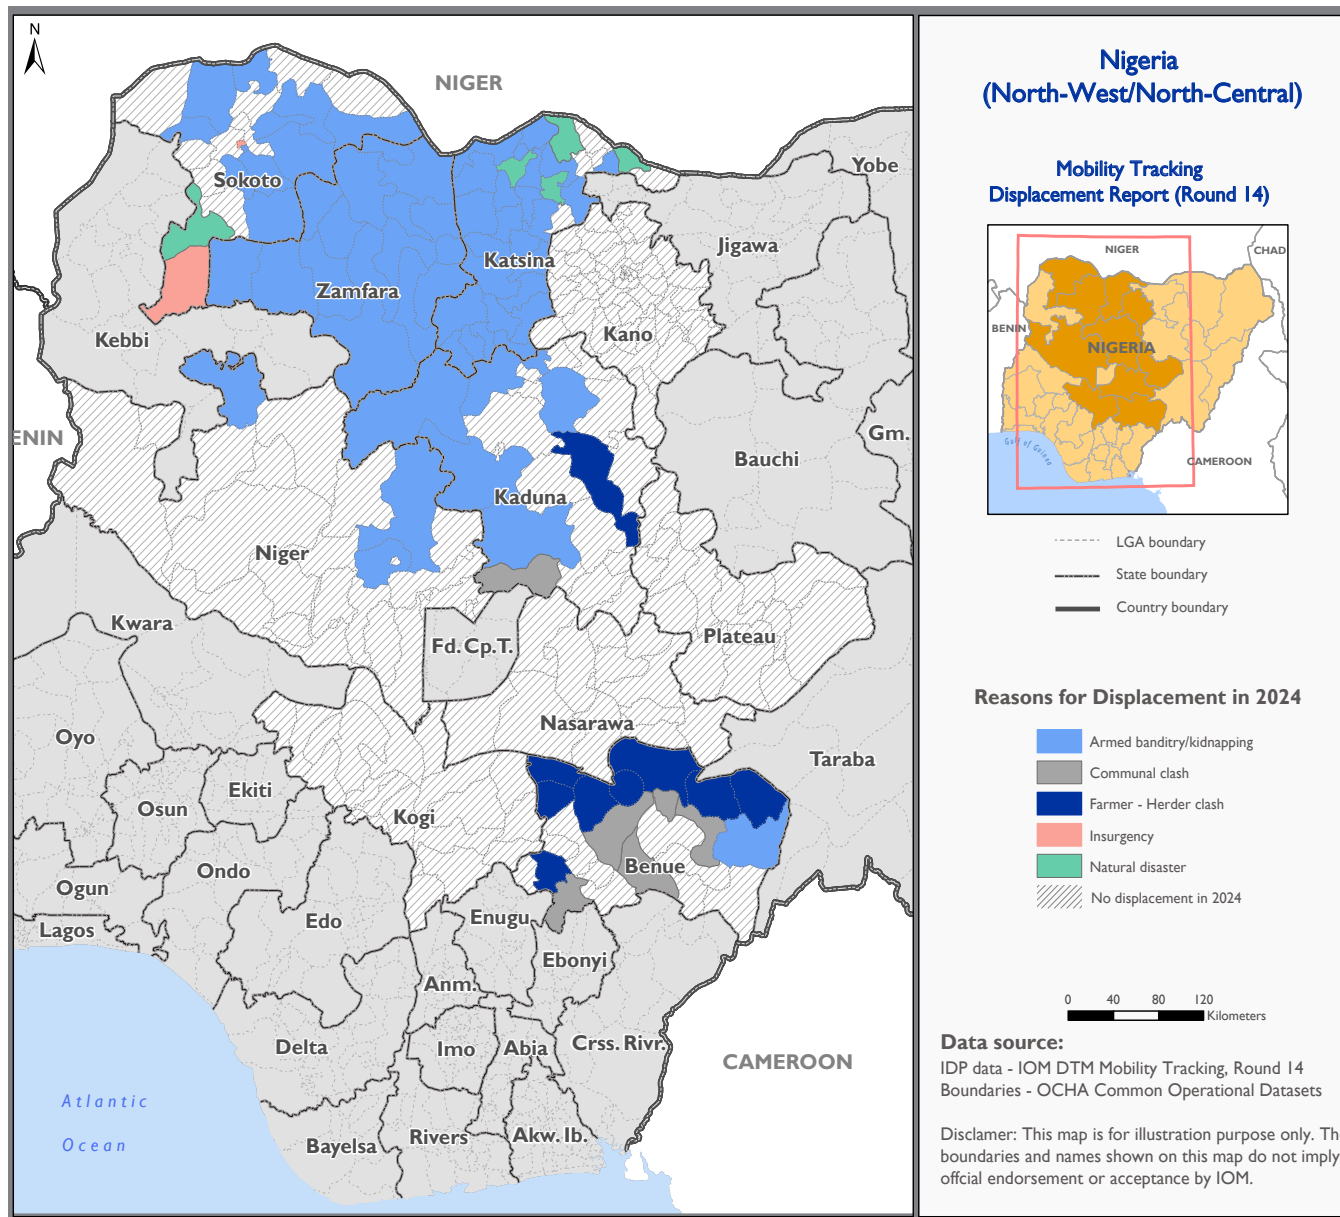 N
NIGER
Yobe
Sokoto
Jigawa
Katsina
Zamfara
Kano
Kebbi
ENIN
Gm.
Bauchi
Kaduna
Niger
Kwara
Plateau
Fd. Cp.T.
Nasarawa
Oyo
Taraba
Ekiti
Osun
Kogi
Benue
Ondo
Ogun
Enugu
Edo
Lagos
Ebonyi
Anm.
Delta
Imo
Abia
Crss. Rivr.
CAMEROON
Atlantic
Ocean
Bayelsa
Rivers
Akw. Ib.
Nigeria
(North-West/North-Central)
Mobility Tracking
Displacement Report (Round 14)
NIGER
CHAD
BENIN
NIGERIA
Gulf of Guinea
CAMEROON
LGA boundary
State boundary
Country boundary
Reasons for Displacement in 2024
Armed banditry/kidnapping
Communal clash
Farmer - Herder clash
Insurgency
Natural disaster
No displacement in 2024
0 40 80 120
Kilometers
Data source:
IDP data - IOM DTM Mobility Tracking, Round 14
Boundaries - OCHA Common Operational Datasets
Disclamer: This map is for illustration purpose only. Th
boundaries and names shown on this map do not imply
offcial endorsement or acceptance by IOM.